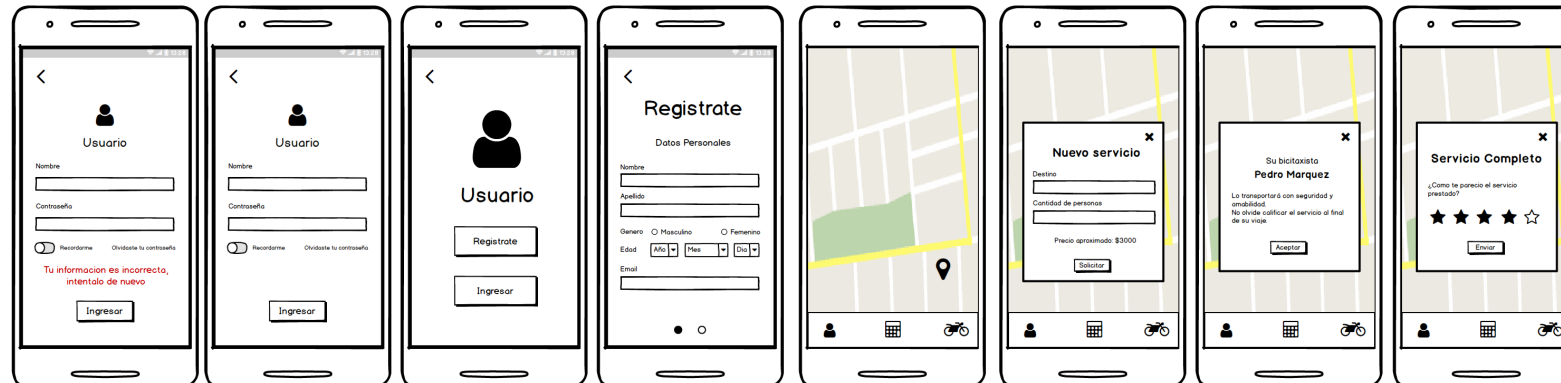 Usuario
Nombre
Contraseña
Recordarme Olvidaste tu contraseña
Tu informacion es incorrecta,
intentalo de nuevo
Ingresar
Usuario
Nombre
Contraseña
Recordarme Olvidaste tu contraseña
Ingresar
Usuario
Registrate
Ingresar
Registrate
Datos Personales
Nombre
Apellido
Genero Masculino Femenino
Edad Año Mes Dia
Email
Nuevo servicio
Destino
Cantidad de personas
Precio aproximado: $3000
Solicitar
Su bicitaxista
Pedro Marquez
Lo transportará con seguridad y
amabilidad.
No olvide calificar el servicio al final
de su viaje.
Aceptar
Servicio Completo
¿Como te parecio el servicio
prestado?
Enviar